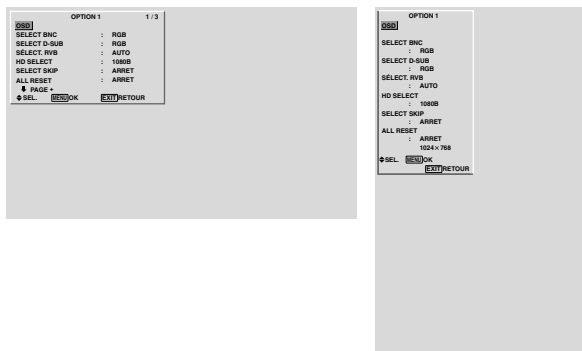 OPTION 1 1 / 3
OSD
SELECT BNC : RGB
SELECT D-SUB : RGB
SÉLECT. RVB : AUTO
HD SELECT : 1080B
SELECT SKIP : ARRET
ALL RESET : ARRET
PAGE +
SEL. MENU OK EXIT RETOUR
OPTION 1
OSD
SELECT BNC
: RGB
SELECT D-SUB
: RGB
SÉLECT. RVB
: AUTO
HD SELECT
: 1080B
SELECT SKIP
: ARRET
ALL RESET
: ARRET
1024×768
SEL. MENU OK
EXIT RETOUR